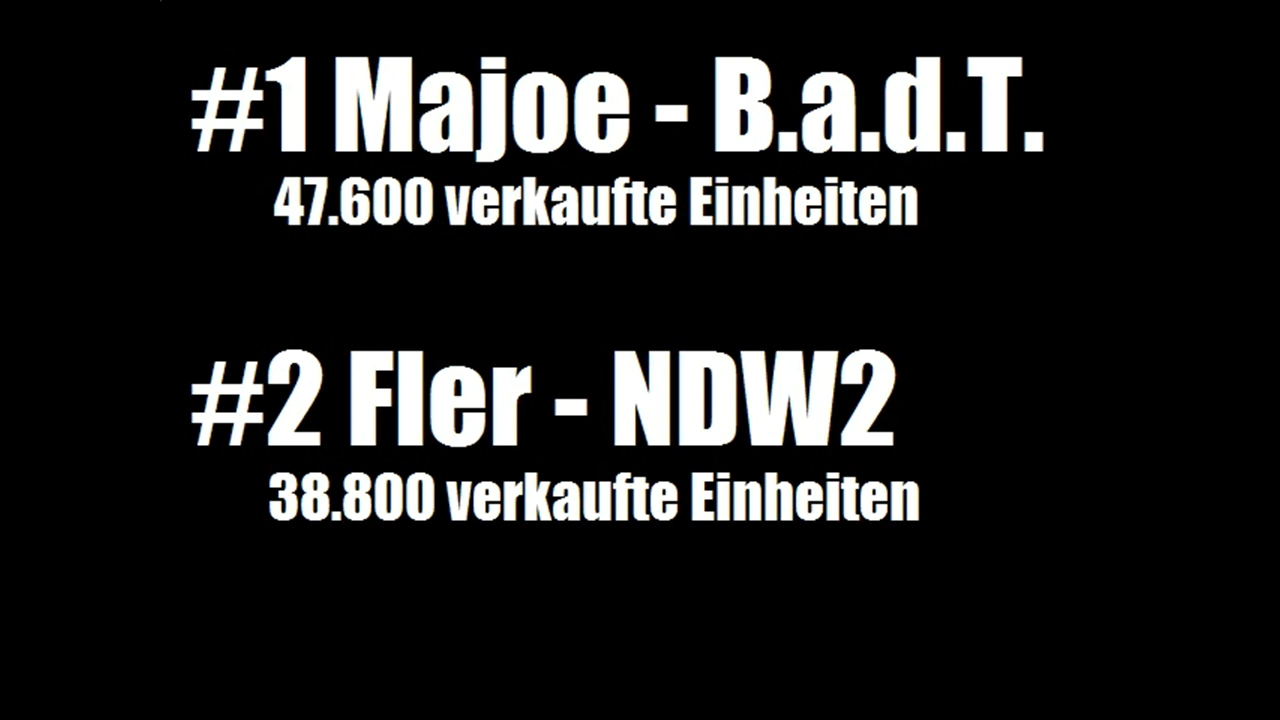 #1 Majoe - B.a.d.T.
47.600 verkaufte Einheiten
#2 Fler - NDW2
38.800 verkaufte Einheiten